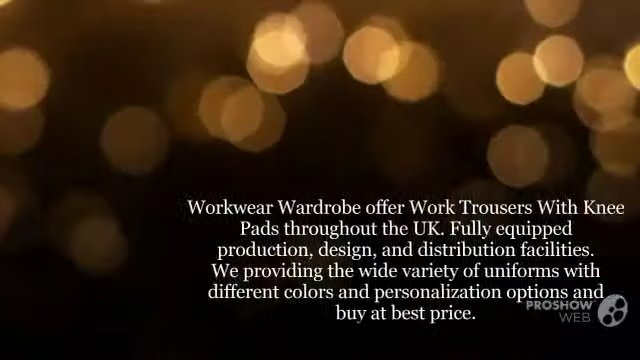 Workwear Wardrobe offer Work Trousers With Knee
Pads throughout the UK. Fully equipped
production, design, and distribution facilities.
We providing the wide variety of uniforms with
different colors and personalization options and
buy at best price.
PROSHOW
WEB